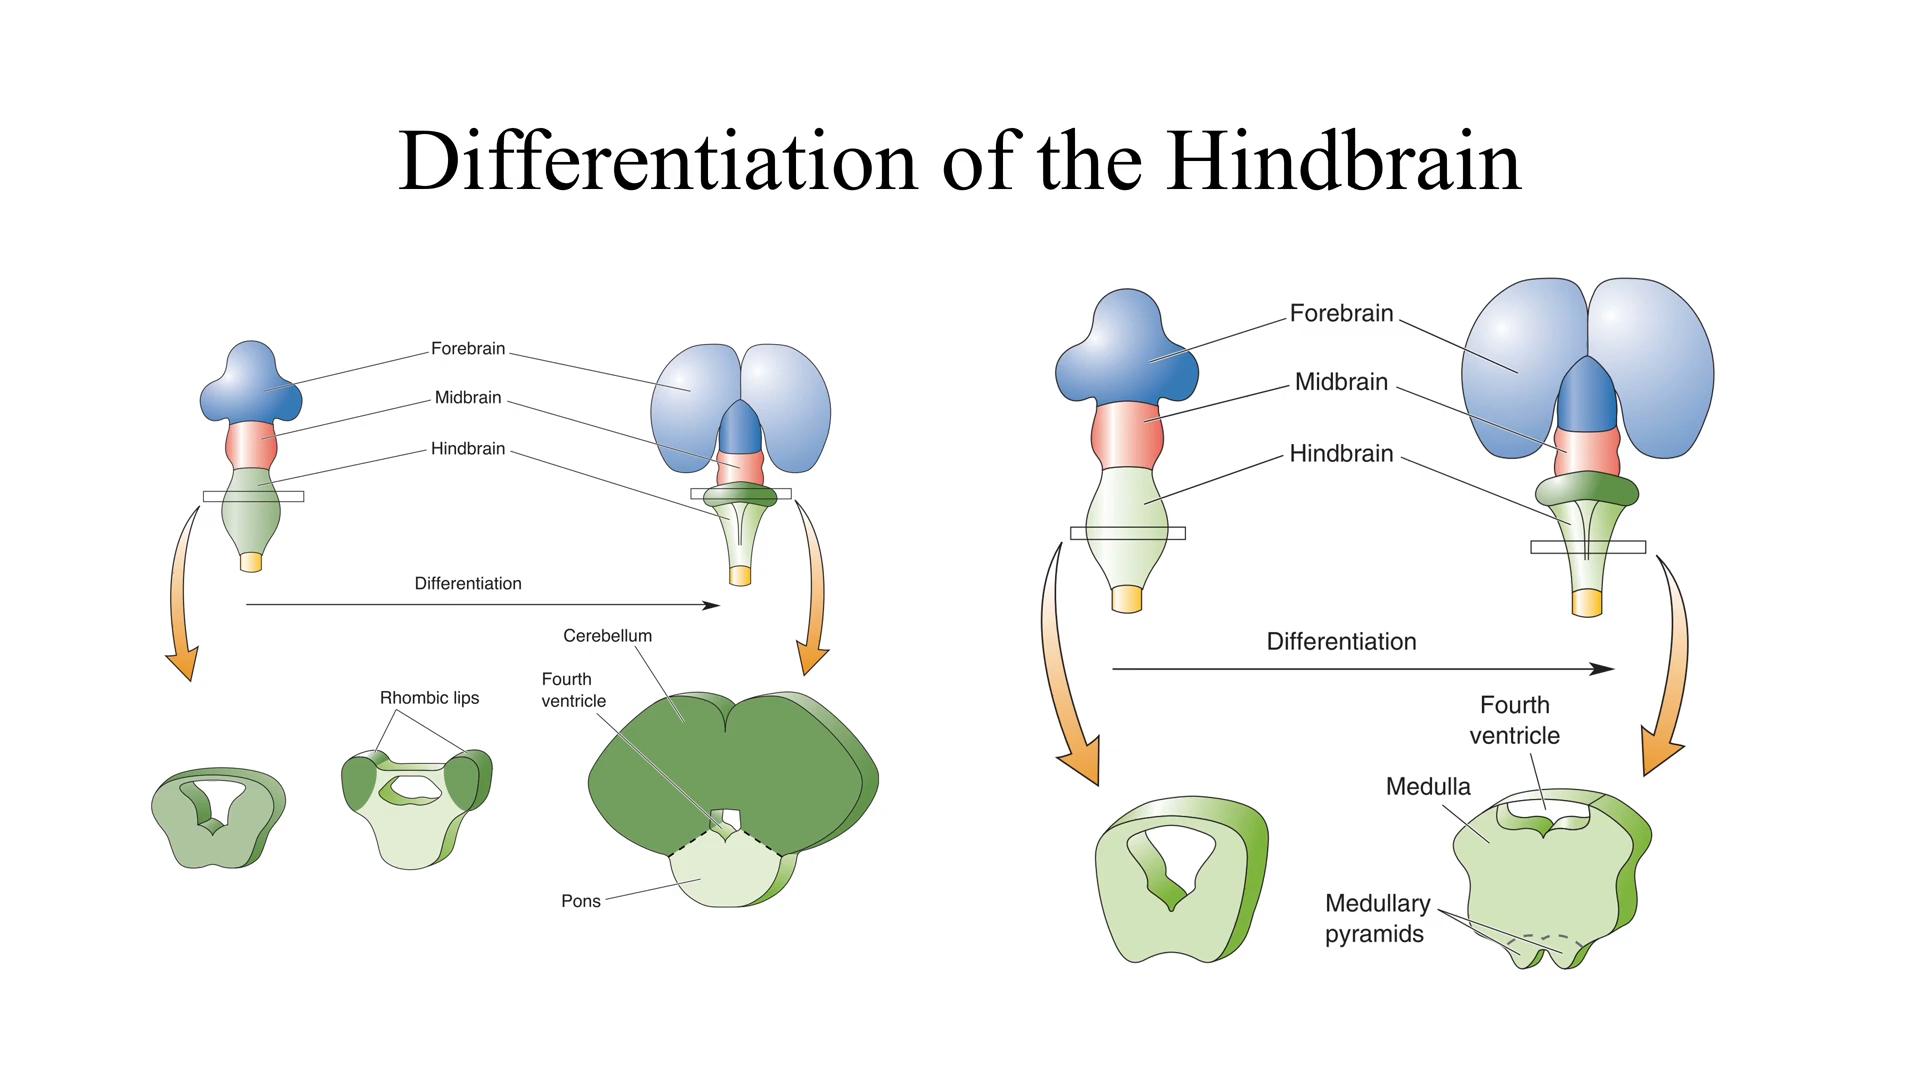 Differentiation of the Hindbrain
Forebrain
Midbrain
Hindbrain
Differentiation
Cerebellum
Fourth
ventricle
Rhombic lips
Pons
Forebrain
Midbrain
Hindbrain
Differentiation
Fourth
ventricle
Medulla
Medullary
pyramids